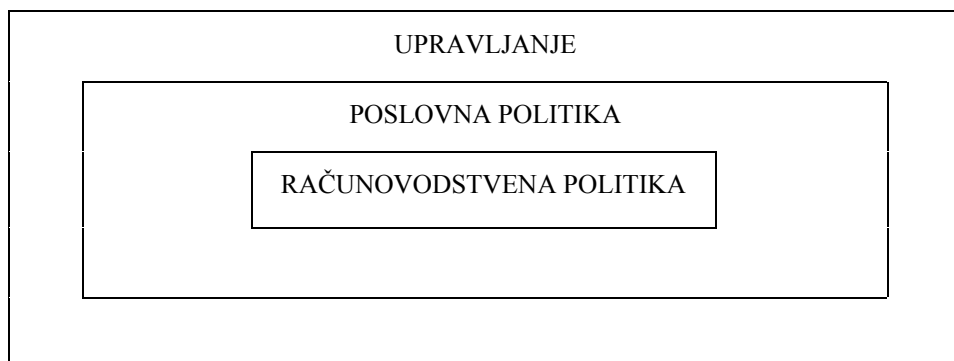 UPRAVLJANJE
POSLOVNA POLITIKA
RAČUNOVODSTVENA POLITIKA